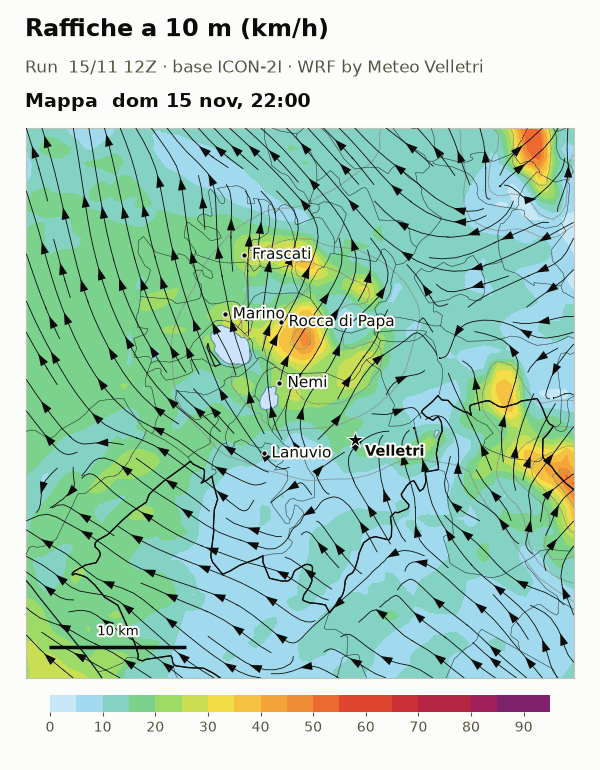 Raffiche a 10 m (km/h)
Run  15/11 12Z · base ICON-2I · WRF by Meteo Velletri
Mappa  dom 15 nov, 22:00
Frascati
Marino
Rocca di Papa
Nemi
Velletri
Lanuvio
10 km
0 10 20 30 40 50 60 70 80 90